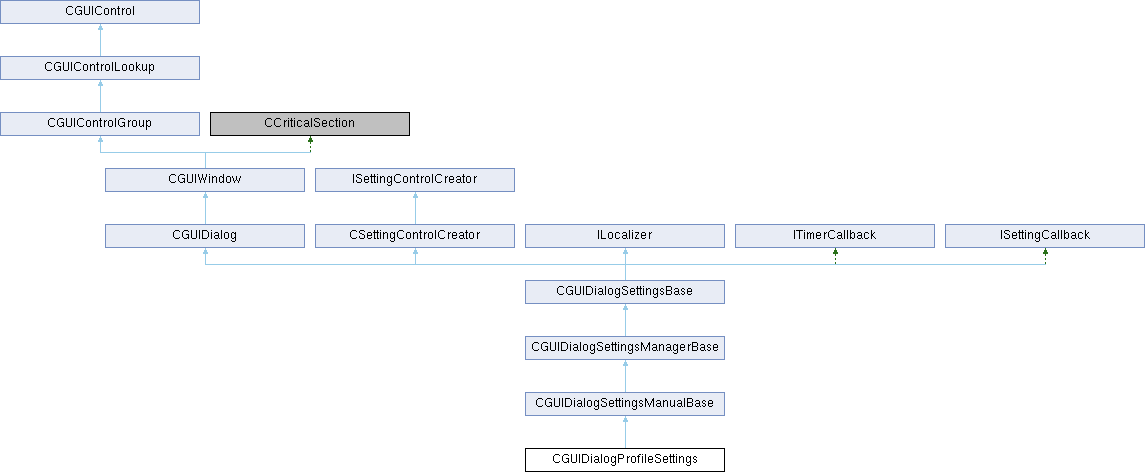 CGUIControl
CGUIControlLookup
CGUIControlGroup
CCriticalSection
CGUIWindow
ISettingControlCreator
CGUIDialog
CSettingControlCreator
ILocalizer
ITimerCallback
ISettingCallback
CGUIDialogSettingsBase
CGUIDialogSettingsManagerBase
CGUIDialogSettingsManualBase
CGUIDialogProfileSettings